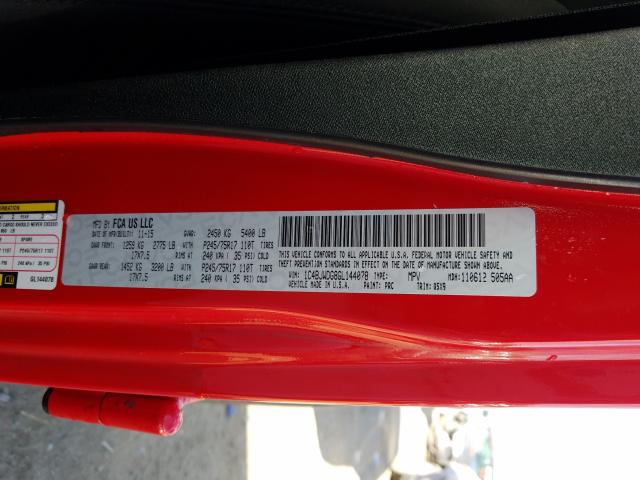 MFD BY: FCA US LLC
DATE OF MFR 11-15 GVWR: 2450 KG 5400 LB
GAWR FRONT: 1259 KG 2775 LB WITH P245/75R17 110T TIRES
17X7.5 RIMS AT 240 KPA ( 35 PSI) COLD
GAWR REAR: 1452 KG 3200 LB WITH P245/75R17 110T TIRES
17X7.5 RIMS AT 240 KPA ( 35 PSI) COLD
THIS VEHICLE CONFORMS TO ALL APPLICABLE U.S.A. FEDERAL MOTOR VEHICLE
SAFETY, BUMPER, AND THEFT PREVENTION STANDARDS IN EFFECT ON THE DATE OF
MANUFACTURE SHOWN ABOVE.
VIN: TYPE: MPV MDH: 110612 505AA
VEHICLE MADE IN U.S.A. PAINT: PRC TRIM: 
GL144078